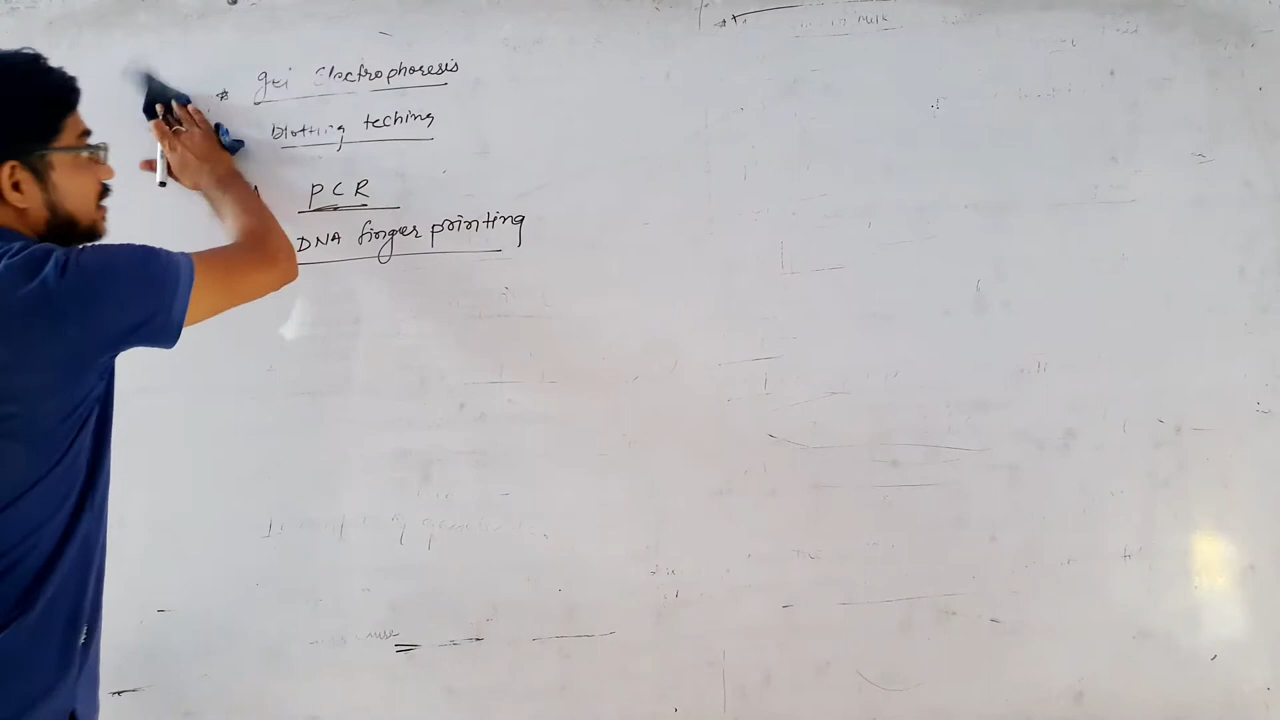 * gel Electrophoresis
blotting teching
PCR
DNA finger printing